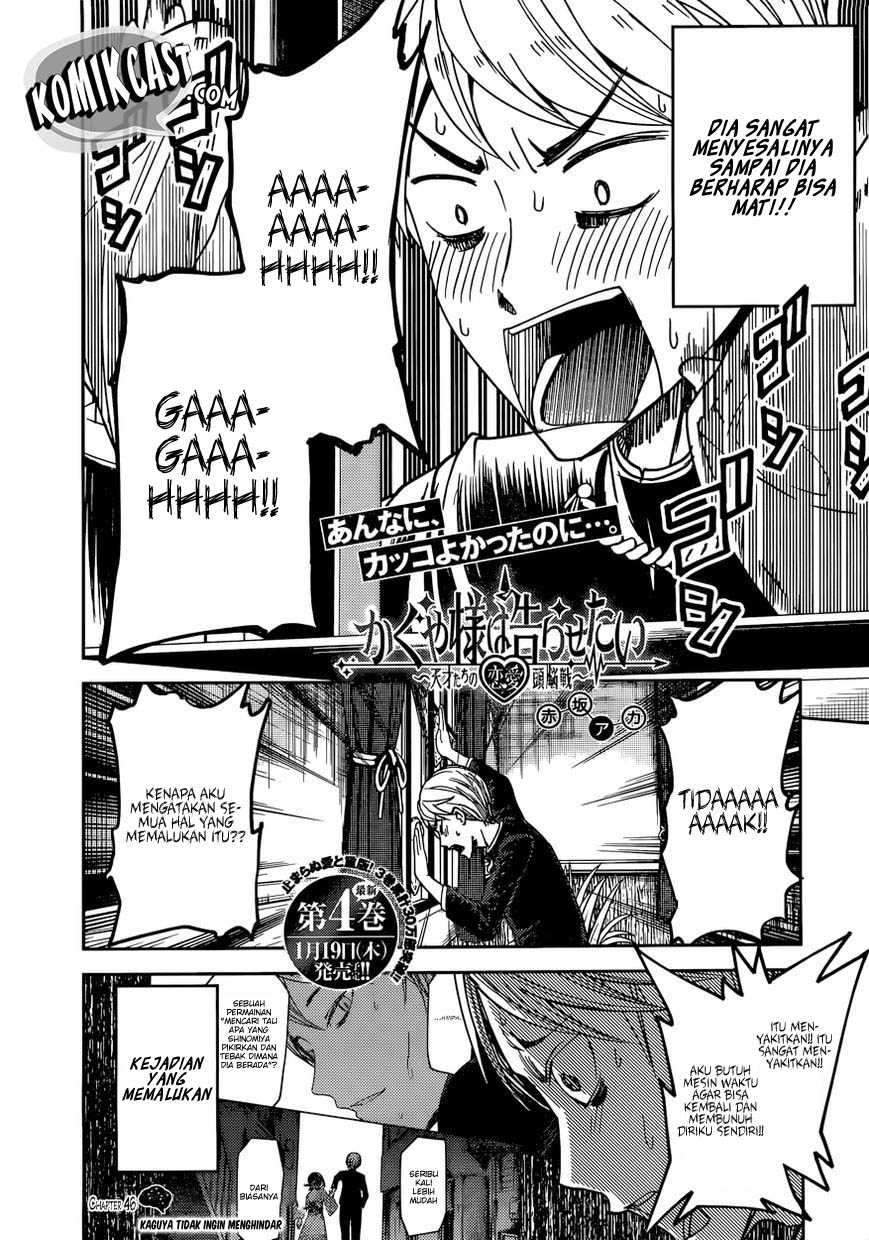 KOMIKCAST
.COM
DIA SANGAT
MENYESALINYA
SAMPAI DIA
BERHARAP BISA
MATI!!
AAAA-
AAAA-
HHHH!!
GAAA-
GAAA-
HHHH!!
あんなに、
カッコよかったのに…。
かぐや様は告らせたい
~天才たちの恋愛頭脳戦~
赤坂アカ
TIDAAAAA
AAAAK!!
KENAPA AKU
MENGATAKAN SE-
MUA HAL YANG
MEMALUKAN ITU??
最新
第4巻
1月19日(木)
発売!!
ITU MEN-
YAKITKAN!! ITU
SANGAT MEN-
YAKITKAN!!
AKU BUTUH
MESIN WAKTU
AGAR BISA
KEMBALI DAN
MEMBUNUH
DIRIKU SENDIRI!!
SEBUAH
PERMAINAN
"MENCARI TAU
APA YANG
SHINOMIYA
PIKIRKAN DAN
TEBAK DIMANA
DIA BERADA"?
KEJADIAN
YANG
MEMALUKAN
SERIBU
KALI
LEBIH
MUDAH
DARI
BIASANYA
CHAPTER 46
KAGUYA TIDAK INGIN MENGHINDAR